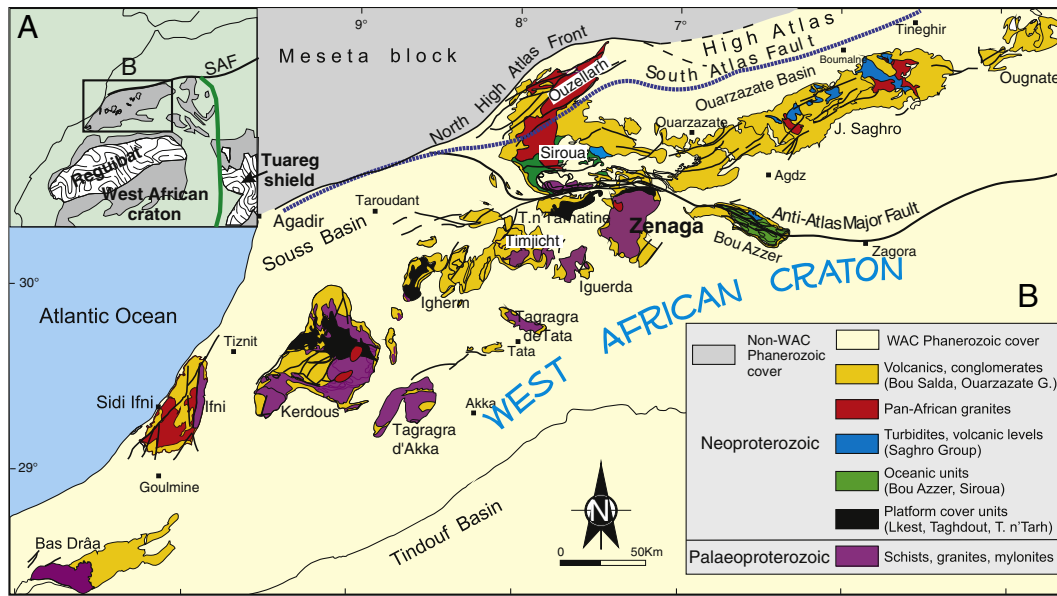 A
B
SAF
Reguibat
West African
craton
Tuareg
shield
9°
8°
7°
Meseta block
North High Atlas Front
High Atlas
South Atlas Fault
Tineghir
Boumalne
Ougnate
Ouzellarh
Ouarzazate Basin
Ouarzazate
J. Saghro
Siroua
Agdz
Agadir
Taroudant
Souss Basin
T.n'Tamatine
Zenaga
Anti-Atlas Major Fault
Bou Azzer
Zagora
Timjicht
Iguerda
Igherm
30°
Atlantic Ocean
WEST AFRICAN CRATON
Tagragra
deTata
Tata
Tiznit
Sidi Ifni
Ifni
Kerdous
Akka
Tagragra
d'Akka
29°
Goulmine
Bas Drâa
Tindouf Basin
N
0
50Km
B
Non-WAC
Phanerozoic
cover
WAC Phanerozoic cover
Neoproterozoic
Volcanics, conglomerates
(Bou Salda, Ouarzazate G.)
Pan-African granites
Turbidites, volcanic levels
(Saghro Group)
Oceanic units
(Bou Azzer, Siroua)
Platform cover units
(Lkest, Taghdout, T. n'Tarh)
Palaeoproterozoic
Schists, granites, mylonites